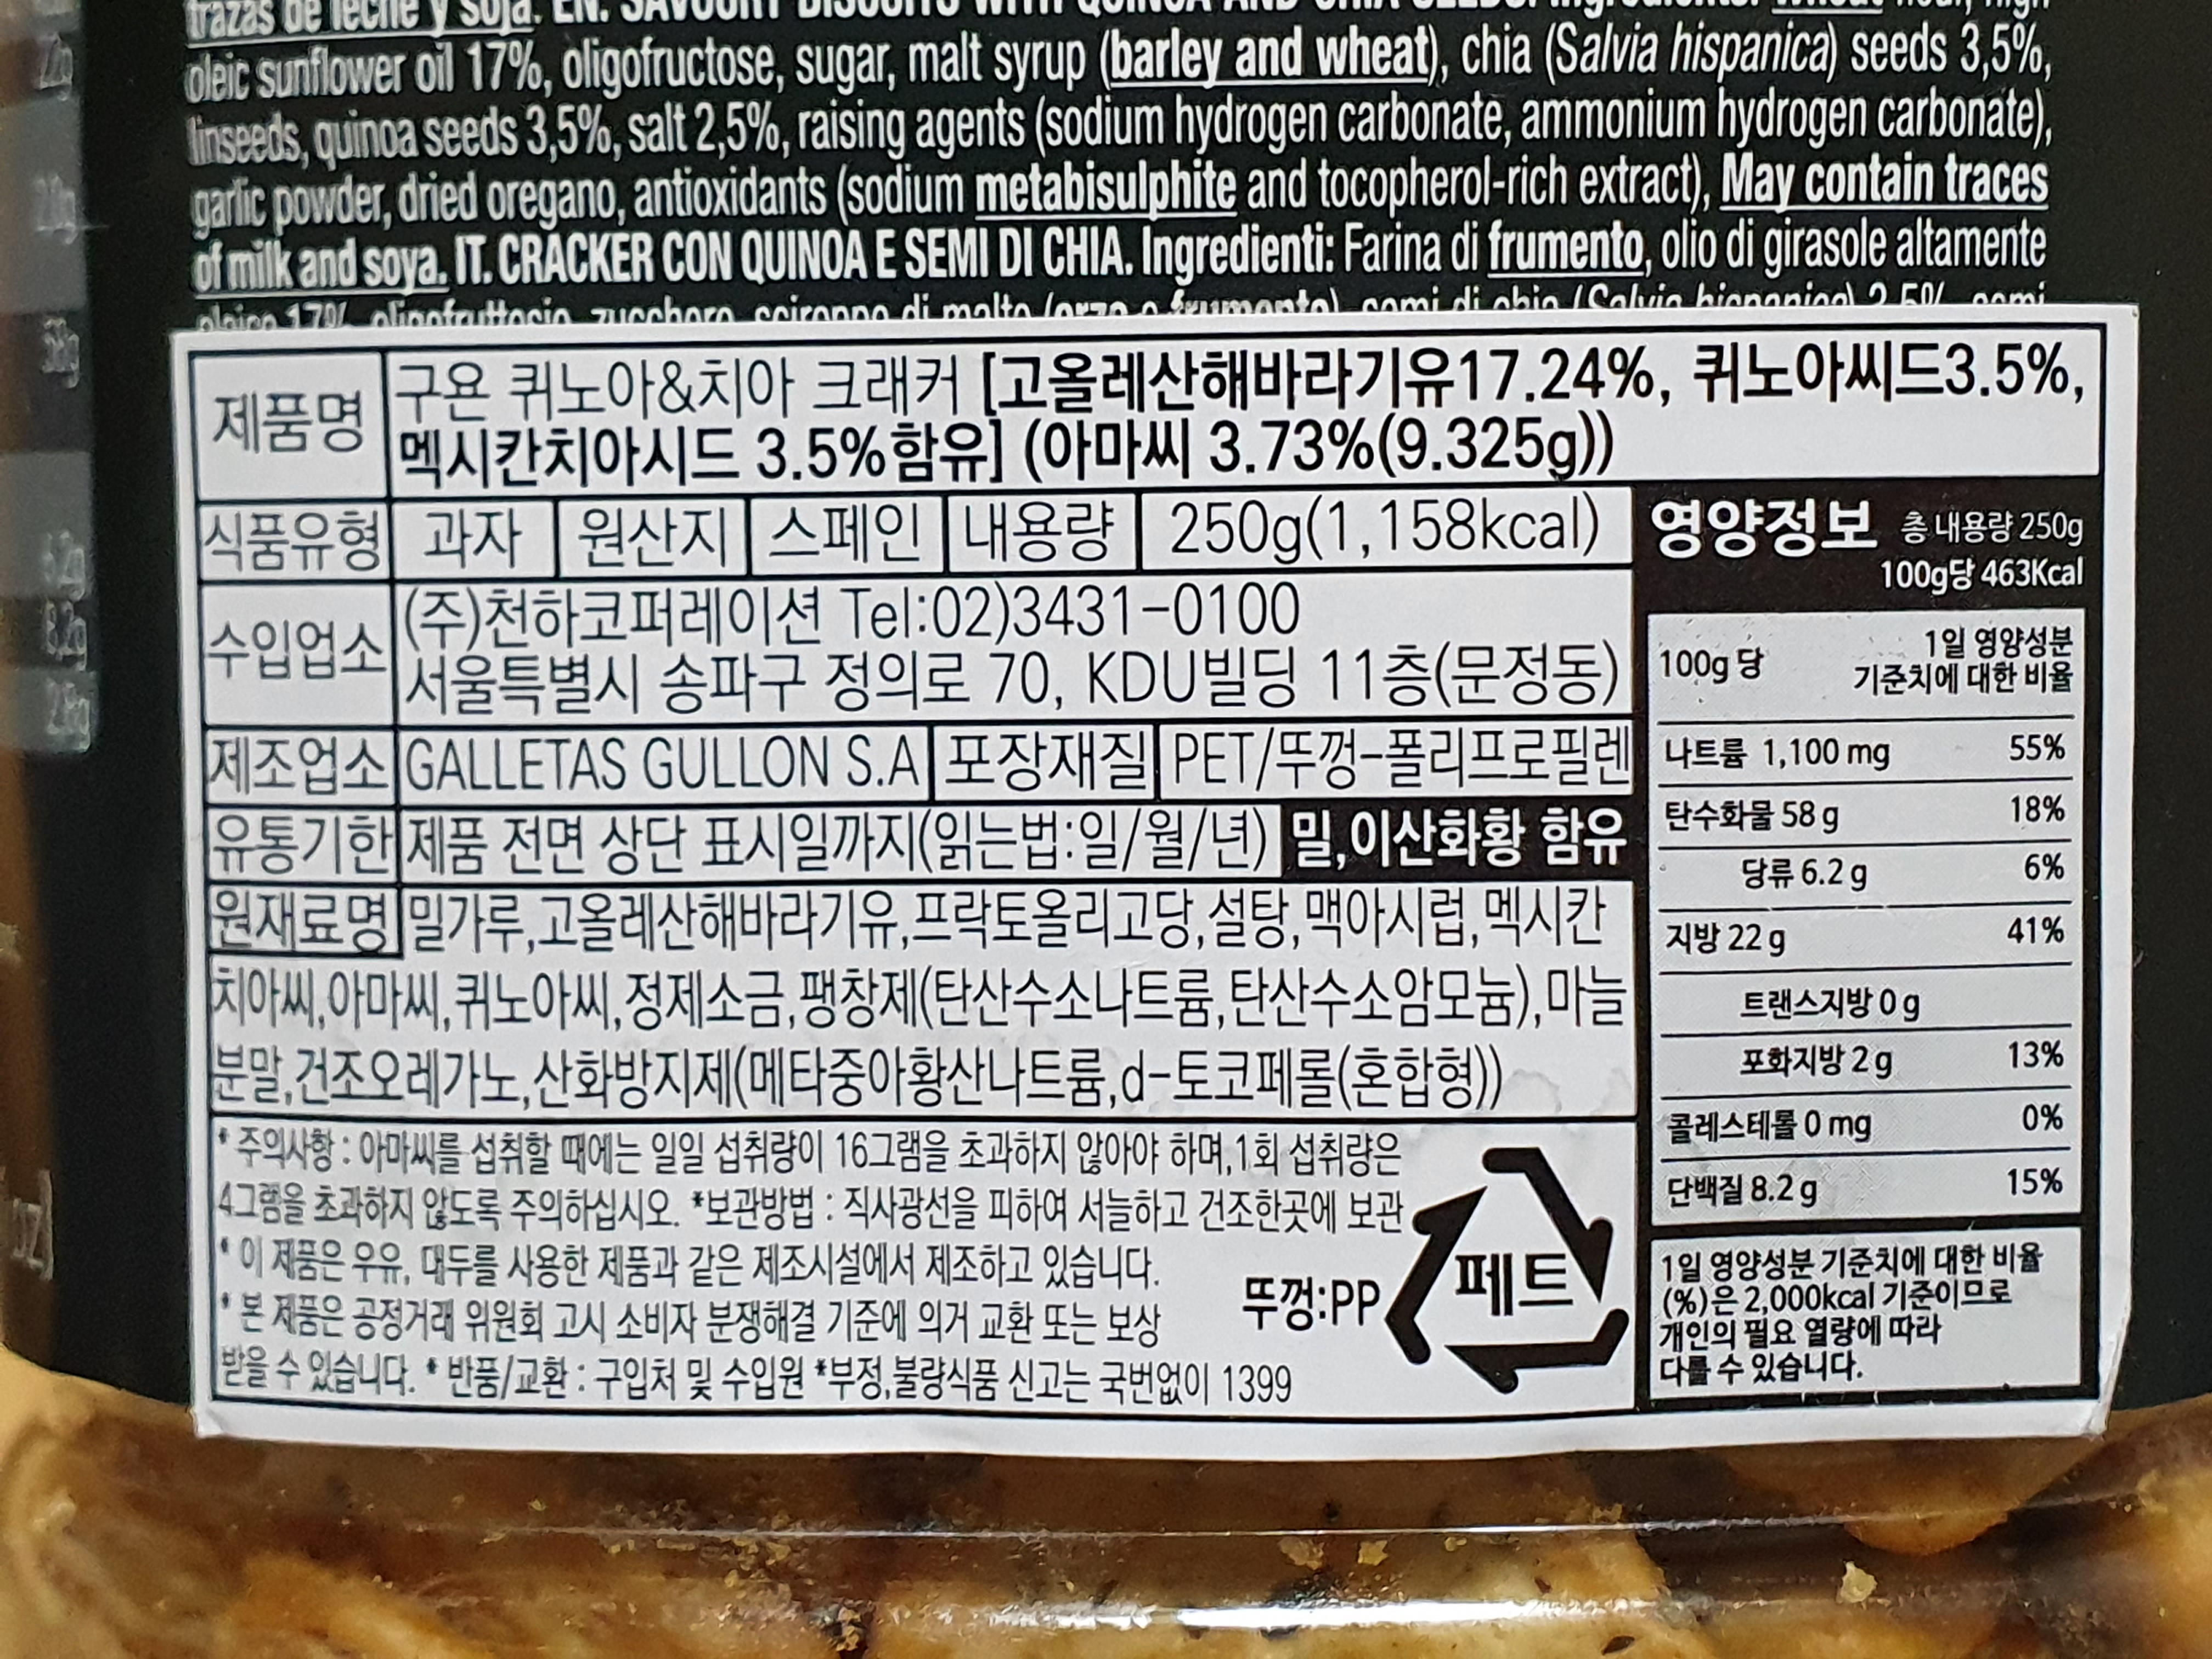 trazas de leche y soja. EN.
oleic sunflower oil 17%, oligofructose, sugar, malt syrup (barley and wheat), chia (Salvia hispanica) seeds 3,5%,
linseeds, quinoa seeds 3,5%, salt 2,5%, raising agents (sodium hydrogen carbonate, ammonium hydrogen carbonate),
garlic powder, dried oregano, antioxidants (sodium metabisulphite and tocopherol-rich extract), May contain traces
of milk and soya. IT. CRACKER CON QUINOA E SEMI DI CHIA. Ingredienti: Farina di frumento, olio di girasole altamente
제품명 구욘 퀴노아&치아 크래커 [고올레산해바라기유17.24%, 퀴노아씨드3.5%,
멕시칸치아시드 3.5%함유] (아마씨 3.73%(9.325g))
식품유형 과자 원산지 스페인 내용량 250g(1,158kcal)
수입업소 (주)천하코퍼레이션 Tel:02)3431-0100
서울특별시 송파구 정의로 70, KDU빌딩 11층(문정동)
제조업소 GALLETAS GULLON S.A 포장재질 PET/뚜껑-폴리프로필렌
유통기한 제품 전면 상단 표시일까지(읽는법:일/월/년) 밀,이산화황 함유
원재료명 밀가루,고올레산해바라기유,프락토올리고당,설탕,맥아시럽,멕시칸
치아씨,아마씨,퀴노아씨,정제소금,팽창제(탄산수소나트륨,탄산수소암모늄),마늘
분말,건조오레가노,산화방지제(메타중아황산나트륨,d-토코페롤(혼합형))
* 주의사항 : 아마씨를 섭취할 때에는 일일 섭취량이 16그램을 초과하지 않아야 하며,1회 섭취량은
4그램을 초과하지 않도록 주의하십시오. *보관방법 : 직사광선을 피하여 서늘하고 건조한곳에 보관
* 이 제품은 우유, 대두를 사용한 제품과 같은 제조시설에서 제조하고 있습니다.
* 본 제품은 공정거래 위원회 고시 소비자 분쟁해결 기준에 의거 교환 또는 보상
받을 수 있습니다. * 반품/교환 : 구입처 및 수입원 *부정,불량식품 신고는 국번없이 1399
뚜껑:PP
페트
영양정보 총 내용량 250g
100g당 463Kcal
100g 당 1일 영양성분
기준치에 대한 비율
나트륨 1,100 mg 55%
탄수화물 58 g 18%
당류 6.2 g 6%
지방 22 g 41%
트랜스지방 0 g
포화지방 2 g 13%
콜레스테롤 0 mg 0%
단백질 8.2 g 15%
1일 영양성분 기준치에 대한 비율
(%)은 2,000kcal 기준이므로
개인의 필요 열량에 따라
다를 수 있습니다.